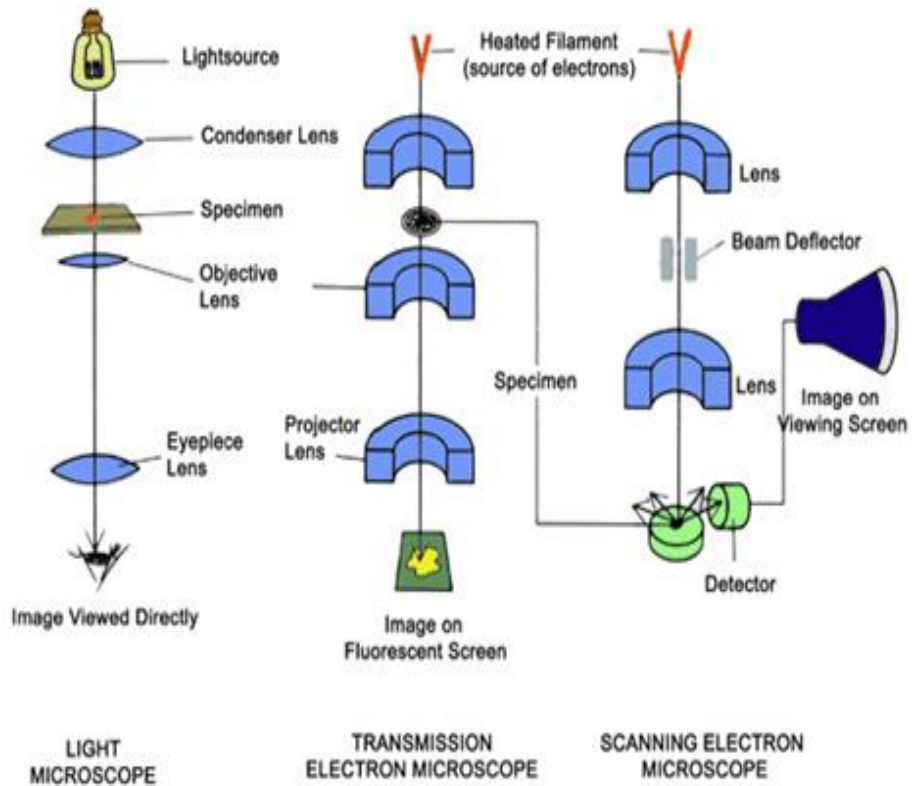 Lightsource
Condenser Lens
Specimen
Objective
Lens
Eyepiece
Lens
Image Viewed Directly
Heated Filament
(source of electrons)
Projector
Lens
Specimen
Image on
Fluorescent Screen
Lens
Beam Deflector
Lens
Image on
Viewing Screen
Detector
LIGHT
MICROSCOPE
TRANSMISSION
ELECTRON MICROSCOPE
SCANNING ELECTRON
MICROSCOPE